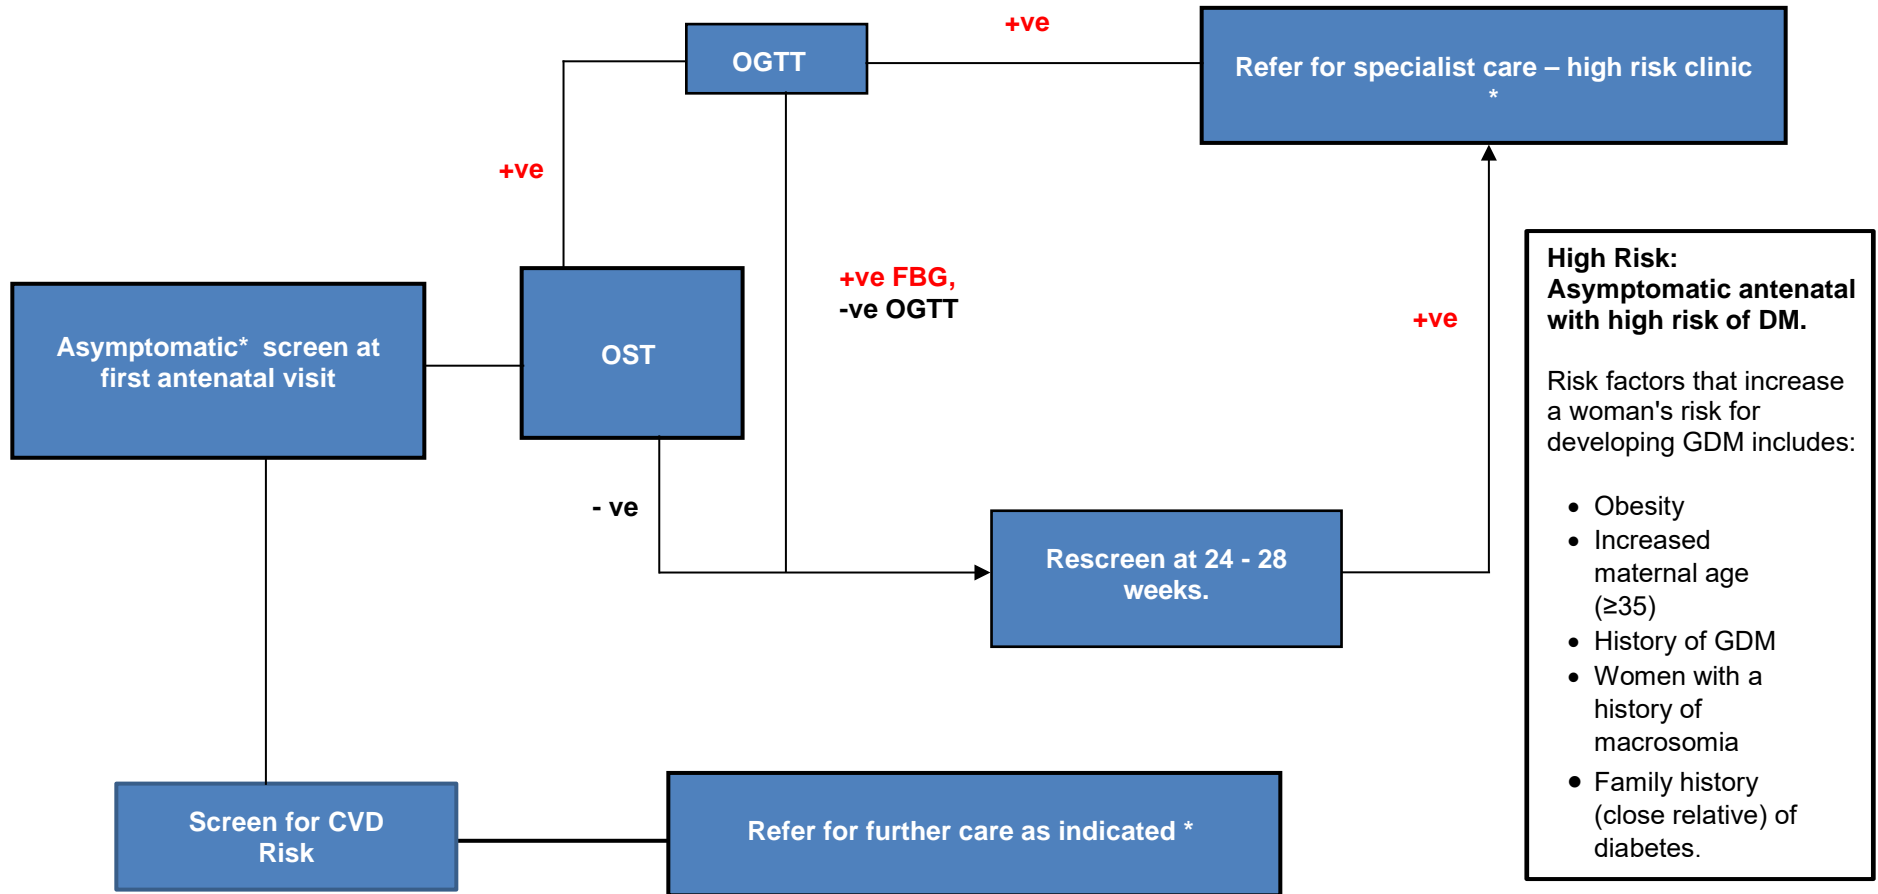 OGTT
+ve
Refer for specialist care – high risk clinic
*
+ve
+ve FBG,
-ve OGTT
+ve
Asymptomatic*  screen at
first antenatal visit
OST
- ve
Rescreen at 24 - 28
weeks.
High Risk:
Asymptomatic antenatal
with high risk of DM.
Risk factors that increase
a woman's risk for
developing GDM includes:
• Obesity
• Increased
maternal age
(≥35)
• History of GDM
• Women with a
history of
macrosomia
• Family history
(close relative) of
diabetes.
Screen for CVD
Risk
Refer for further care as indicated *